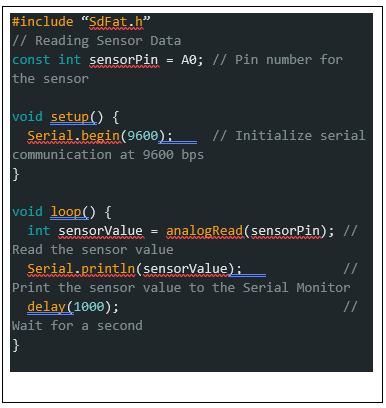 #include “SdFat.h”
// Reading Sensor Data
const int sensorPin = A0; // Pin number for
the sensor
void setup() {
Serial.begin(9600); // Initialize serial
communication at 9600 bps
}
void loop() {
int sensorValue = analogRead(sensorPin); //
Read the sensor value
Serial.println(sensorValue); //
Print the sensor value to the Serial Monitor
delay(1000); //
Wait for a second
}